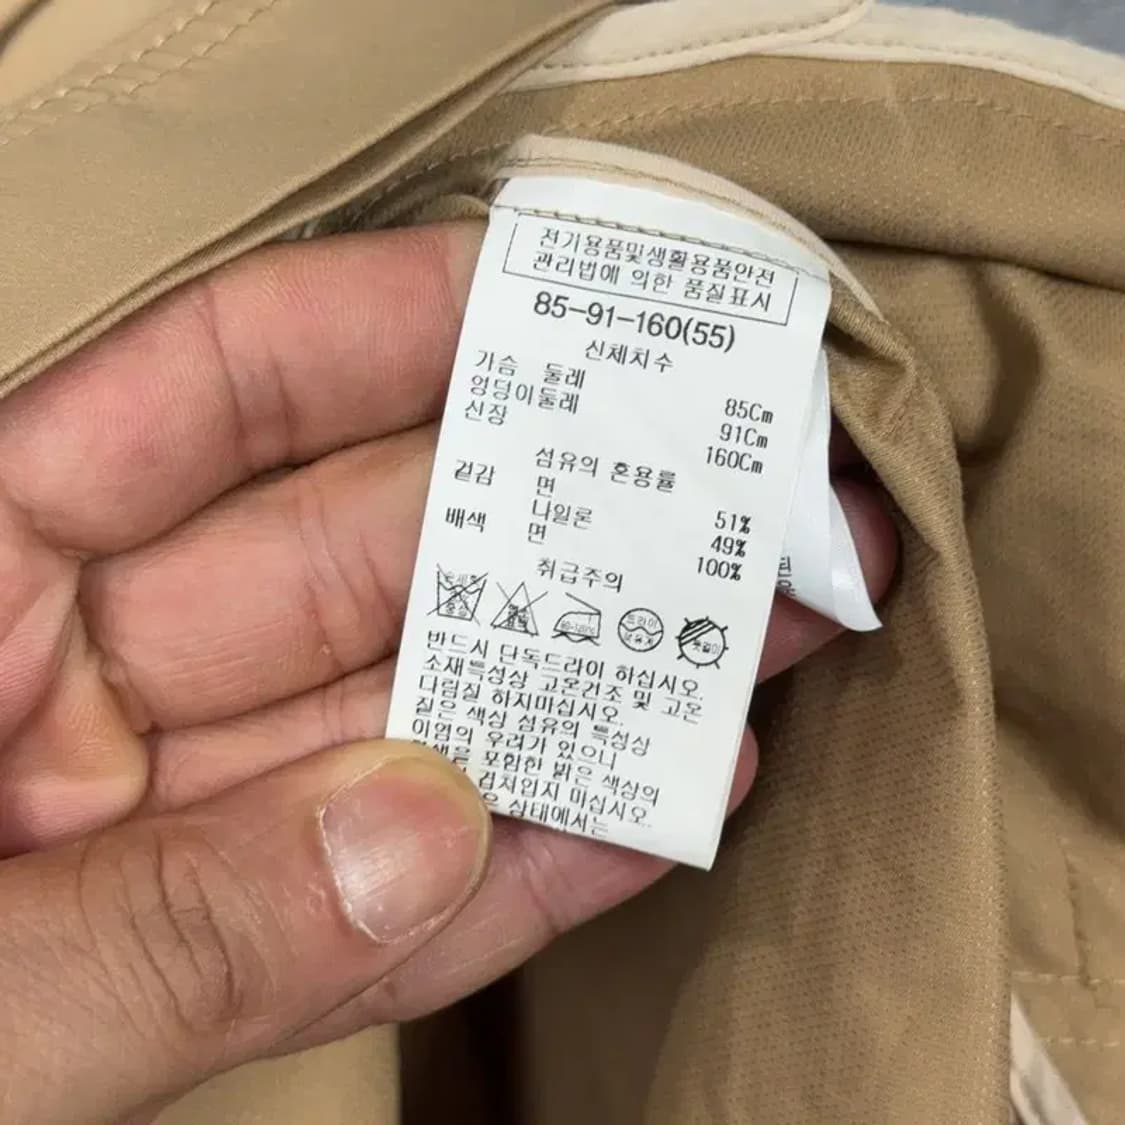 전기용품및생활용품안전
관리법에 의한 품질표시
85-91-160(55)
신체치수
가슴 둘레 85Cm
엉덩이둘레 91Cm
신장 160Cm
섬유의 혼용률
겉감 면 51%
나일론 49%
배색 면 100%
취급주의
드라이
반드시 단독드라이 하십시오.
소재특성상 고온건조 및 고온
다림질 하지마십시오.
짙은 색상 섬유의 특성상
이염의 우려가 있으니
포함한 밝은 색상의
겹쳐입지 마십시오.
상태에서는